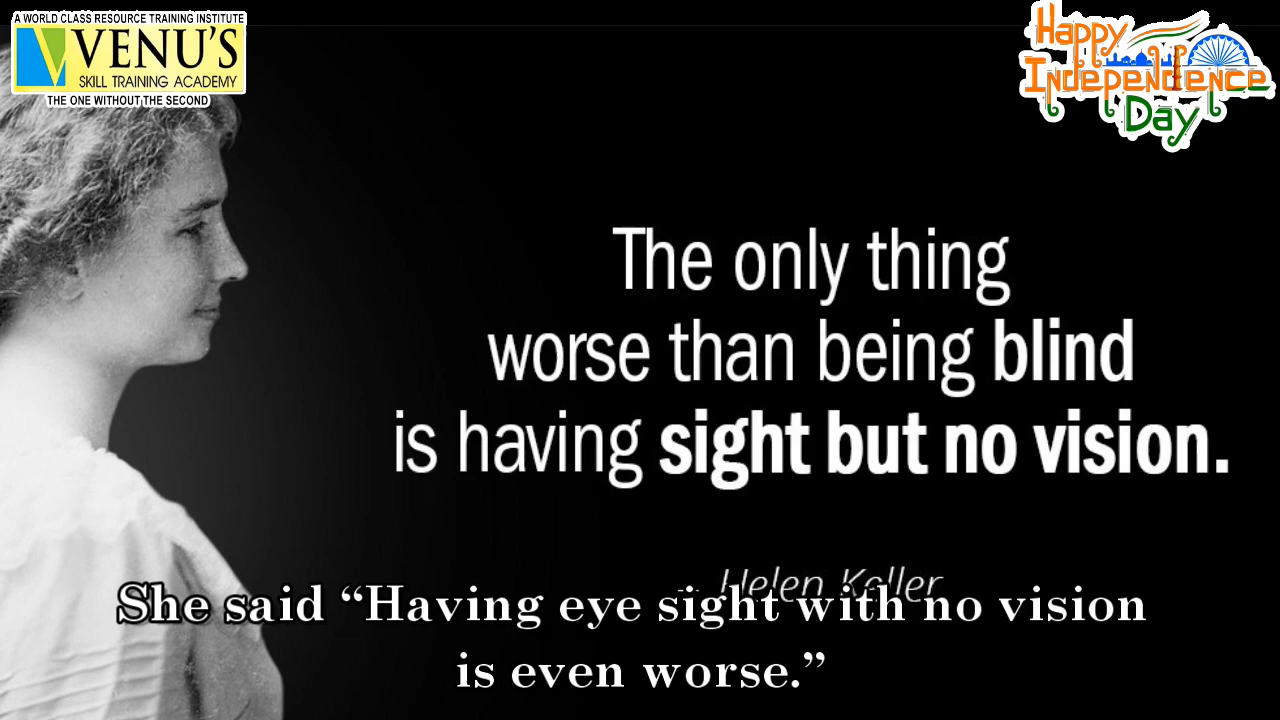 A WORLD CLASS RESOURCE TRAINING INSTITUTE
VENU'S
SKILL TRAINING ACADEMY
THE ONE WITHOUT THE SECOND
Happy
Independence
Day
The only thing
worse than being blind
is having sight but no vision.
Helen Keller
She said “Having eye sight with no vision
is even worse.”